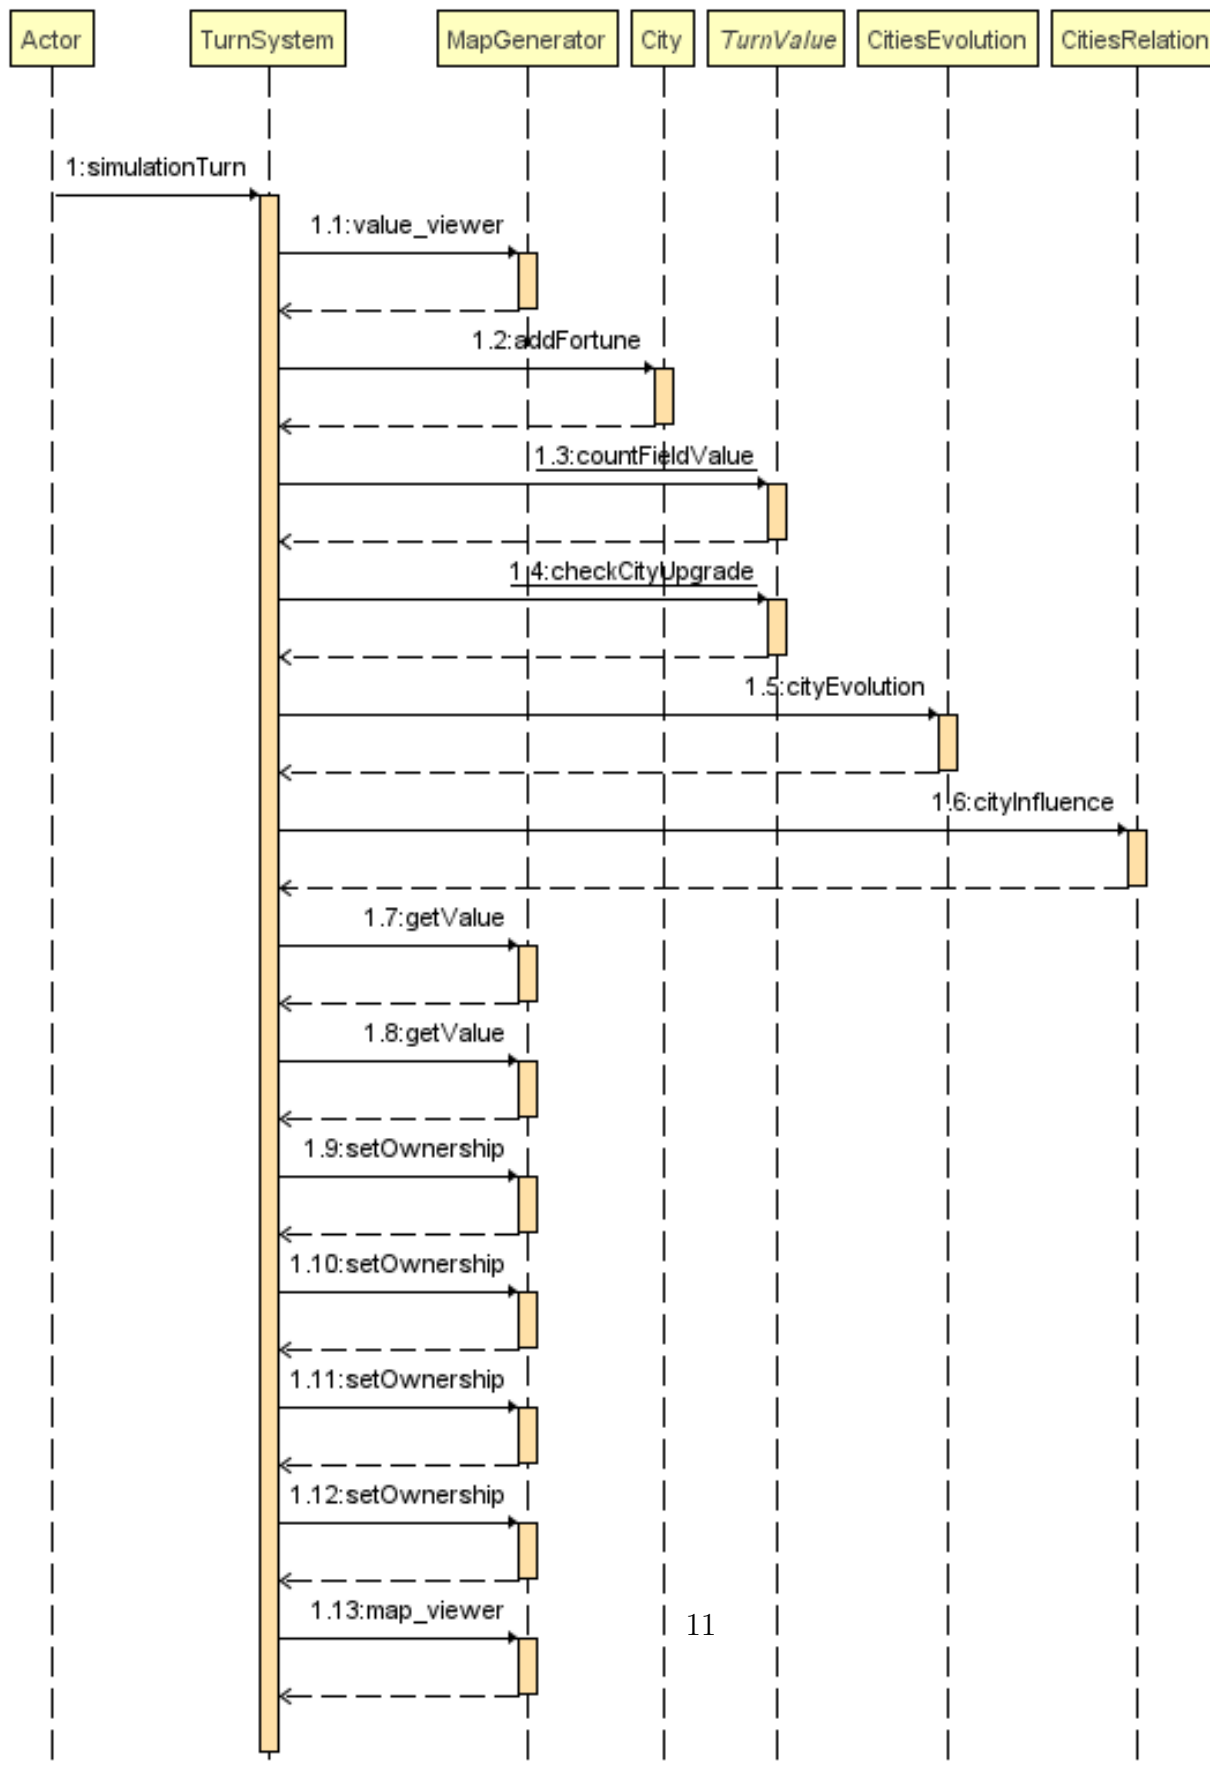 Actor
TurnSystem
MapGenerator
City
TurnValue
CitiesEvolution
CitiesRelation
1:simulationTurn
1.1:value_viewer
1.2:addFortune
1.3:countFieldValue
1.4:checkCityUpgrade
1.5:cityEvolution
1.6:cityInfluence
1.7:getValue
1.8:getValue
1.9:setOwnership
1.10:setOwnership
1.11:setOwnership
1.12:setOwnership
1.13:map_viewer
11